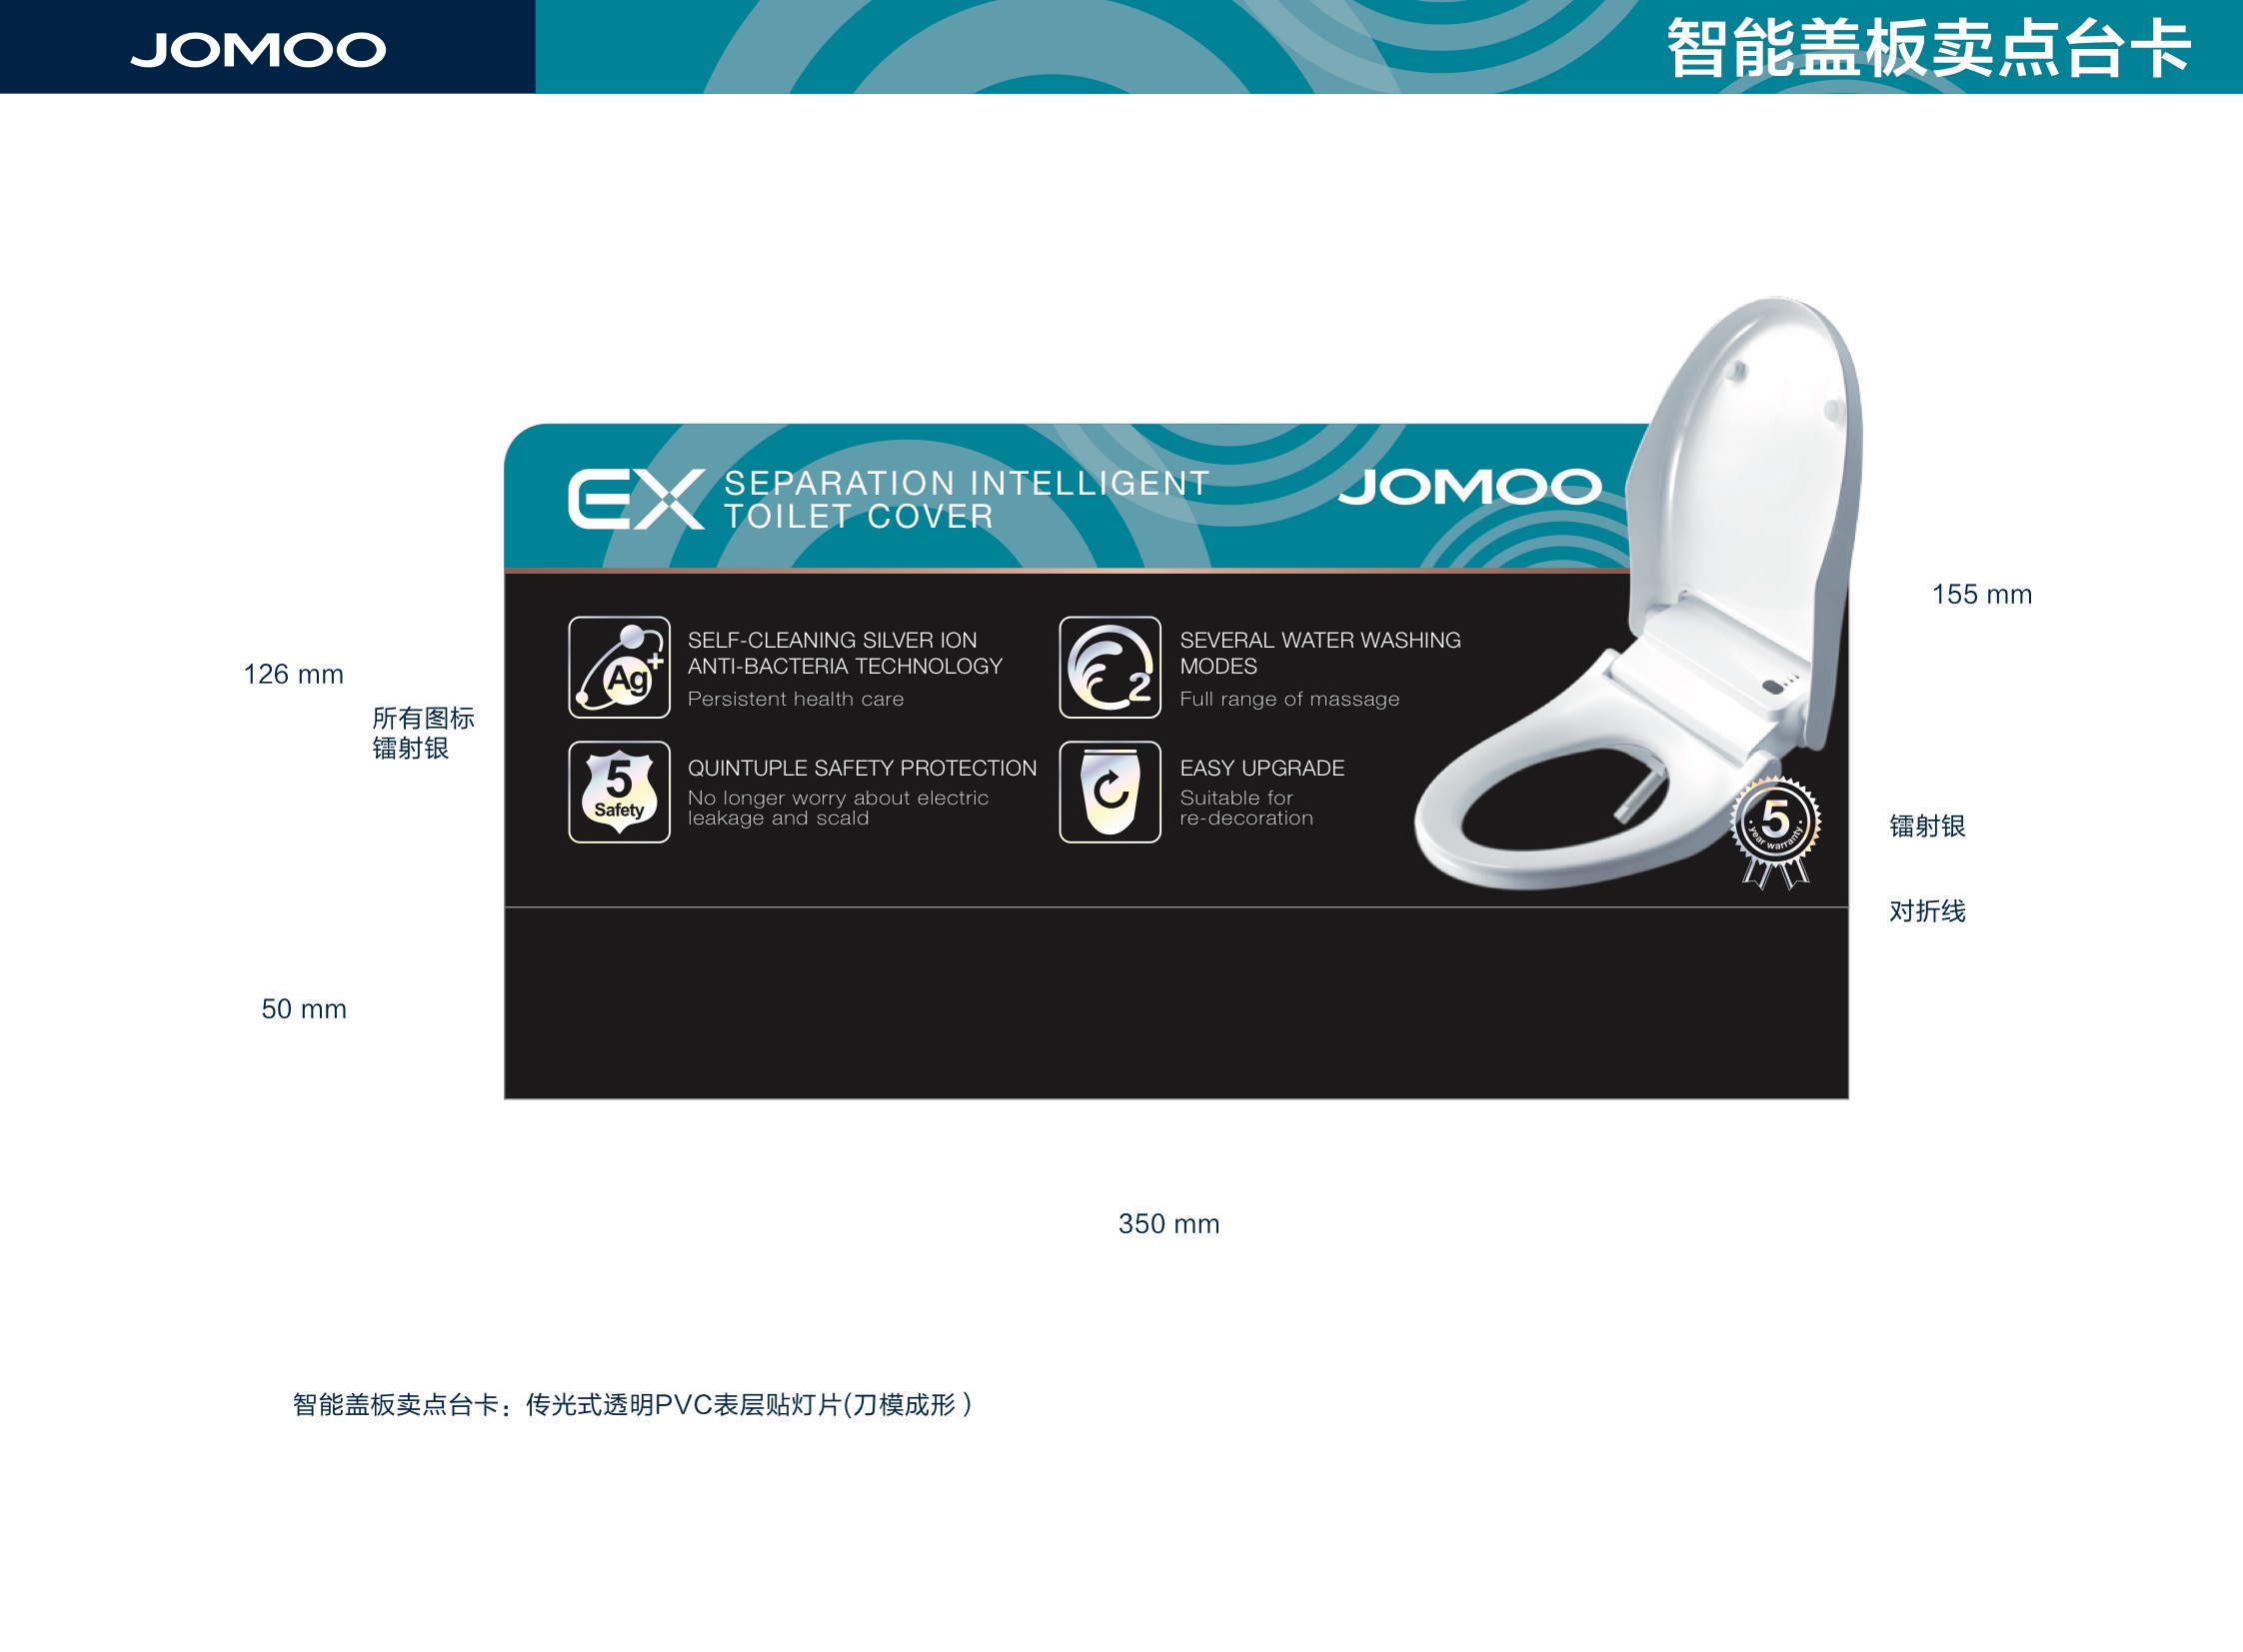 JOMOO
智能盖板卖点台卡
EX
SEPARATION INTELLIGENT
TOILET COVER
JOMOO
155 mm
126 mm
所有图标
镭射银
Ag+
SELF-CLEANING SILVER ION
ANTI-BACTERIA TECHNOLOGY
Persistent health care
2
SEVERAL WATER WASHING
MODES
Full range of massage
5
Safety
QUINTUPLE SAFETY PROTECTION
No longer worry about electric
leakage and scald
EASY UPGRADE
Suitable for
re-decoration
5
year warranty
镭射银
对折线
50 mm
350 mm
智能盖板卖点台卡：传光式透明PVC表层贴灯片(刀模成形 )